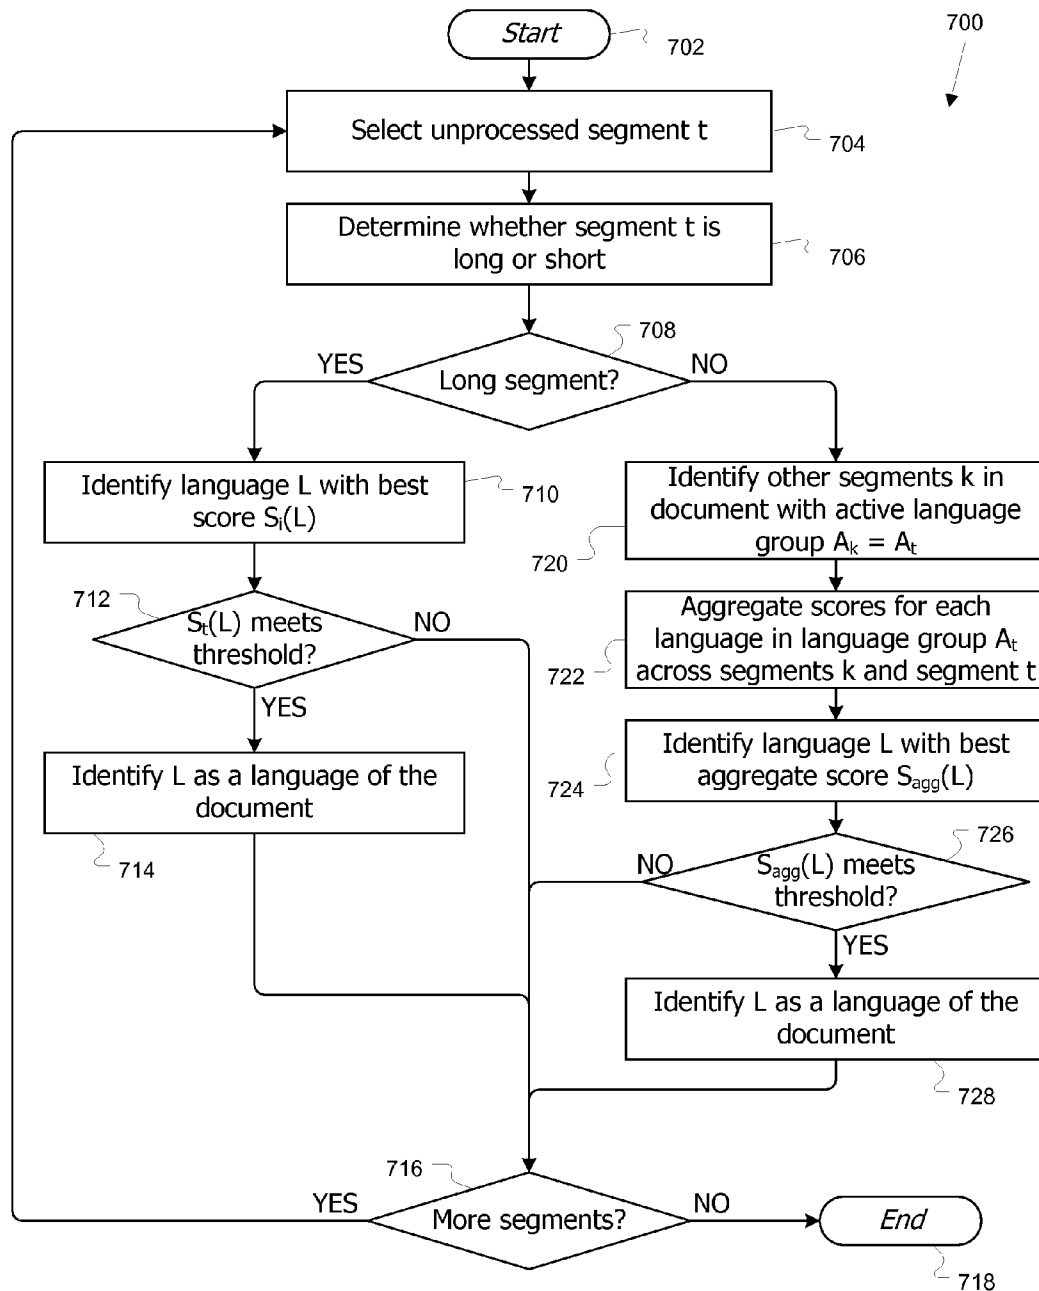 Start
702
700
Select unprocessed segment t
704
Determine whether segment t is
long or short
706
708
YES
Long segment?
NO
Identify language L with best
score Si(L)
710
Identify other segments k in
document with active language
group Ak = At
720
712
St(L) meets
threshold?
NO
YES
Aggregate scores for each
language in language group At
across segments k and segment t
722
Identify L as a language of the
document
714
Identify language L with best
aggregate score Sagg(L)
724
726
NO
Sagg(L) meets
threshold?
YES
Identify L as a language of the
document
728
716
YES
More segments?
NO
End
718